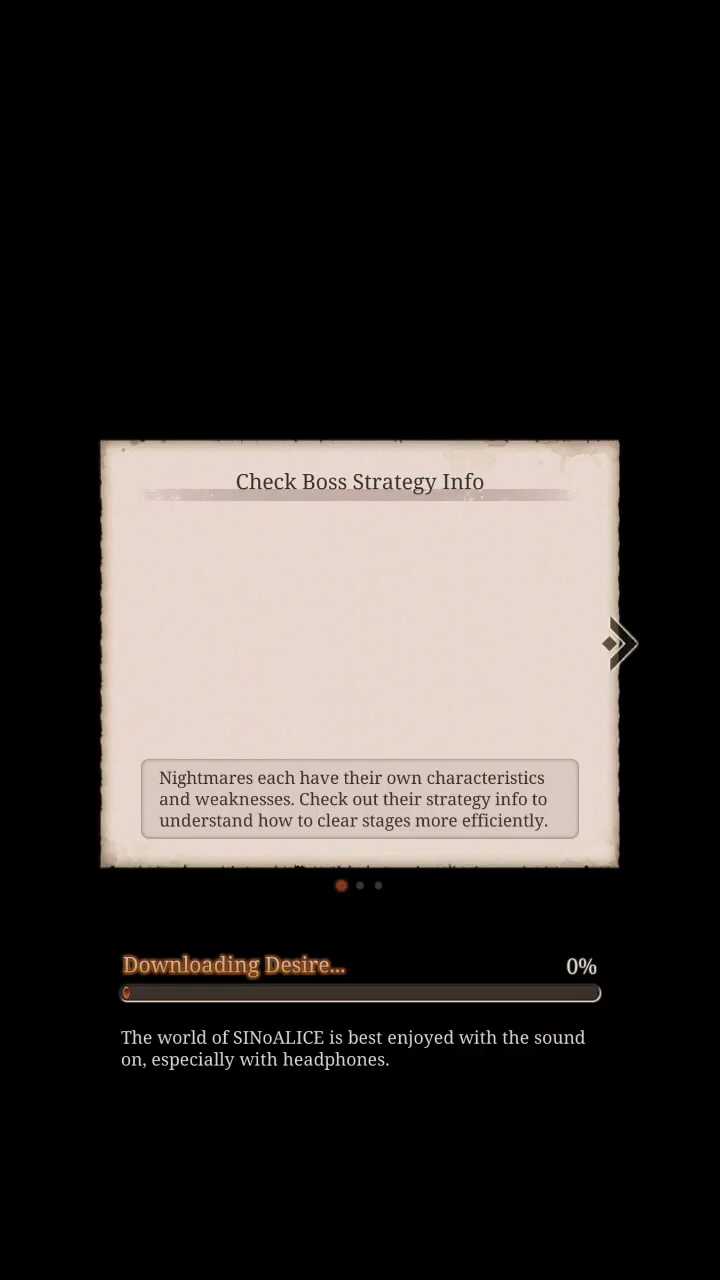 Check Boss Strategy Info
Nightmares each have their own characteristics
and weaknesses. Check out their strategy info to
understand how to clear stages more efficiently.
Downloading Desire...
0%
The world of SINoALICE is best enjoyed with the sound
on, especially with headphones.